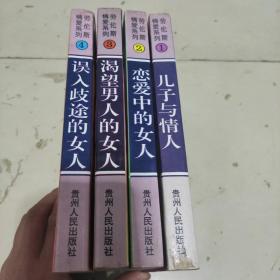 劳伦斯
情爱系列
④
误入歧途的女人
贵州人民出版社
劳伦斯
情爱系列
③
渴望男人的女人
贵州人民出版社
劳伦斯
情爱系列
②
恋爱中的女人
贵州人民出版社
劳伦斯
情爱系列
①
儿子与情人
贵州人民出版社